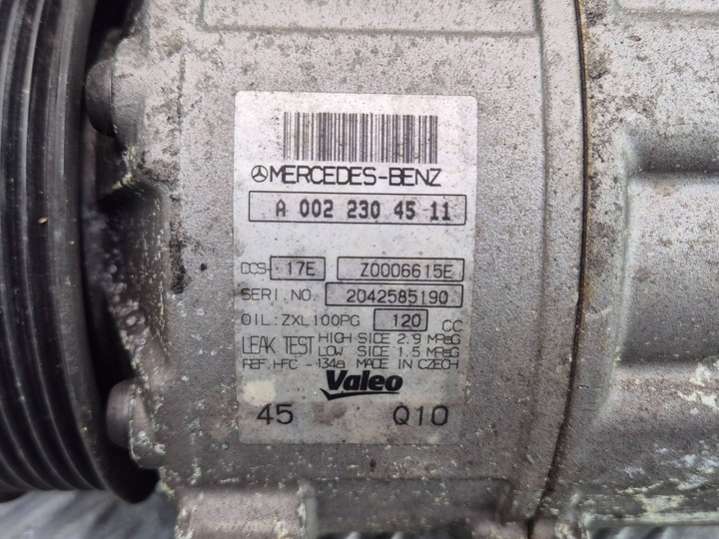 MERCEDES-BENZ
A 002 230 45 11
DCS- 17E Z0006615E
SERI.NO. 2042585190
OIL:ZXL100PG 120 CC
LEAK TEST HIGH SIDE 2.9 MPaG
LOW SIDE 1.5 MPaG
REF.HFC -134a MADE IN CZECH
Valeo
45 Q10